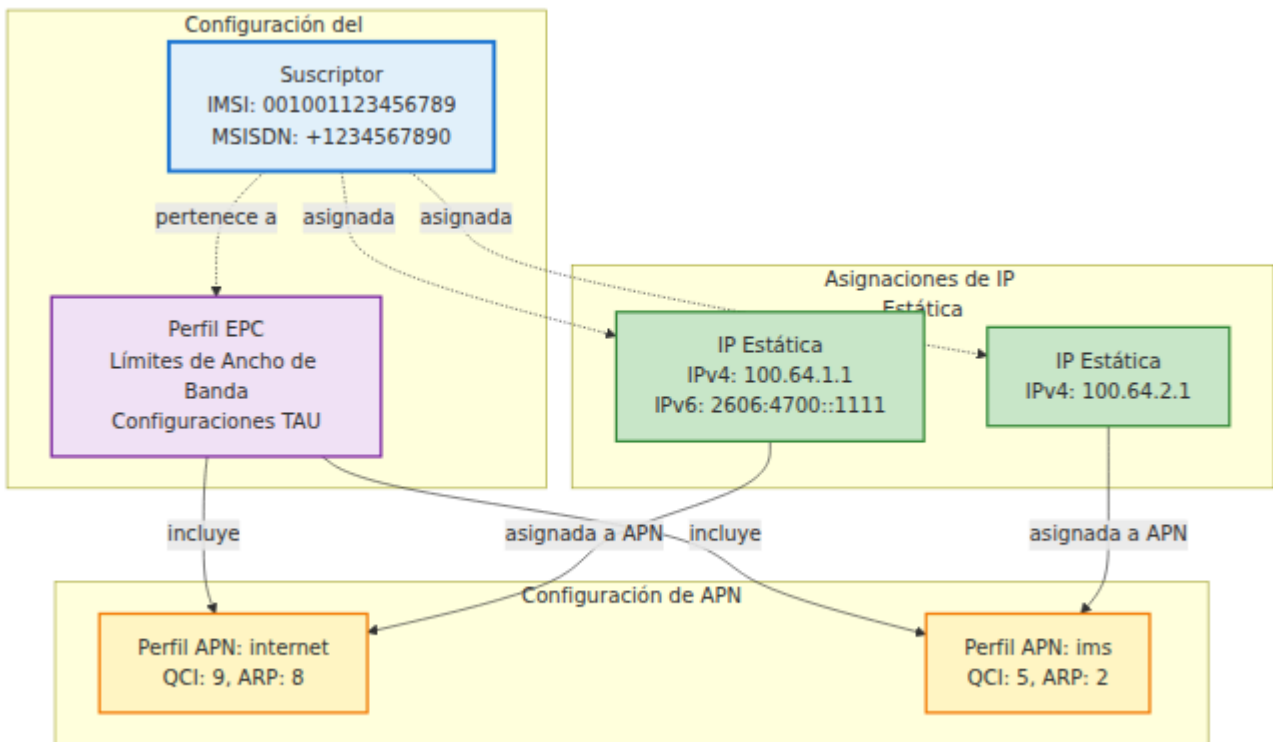 Configuración del
Suscriptor
IMSI: 001001123456789
MSISDN: +1234567890
pertenece a
asignada
asignada
Asignaciones de IP
Estática
Perfil EPC
Límites de Ancho de
Banda
Configuraciones TAU
IP Estática
IPv4: 100.64.1.1
IPv6: 2606:4700::1111
IP Estática
IPv4: 100.64.2.1
incluye
asignada a APN
incluye
asignada a APN
Configuración de APN
Perfil APN: internet
QCI: 9, ARP: 8
Perfil APN: ims
QCI: 5, ARP: 2